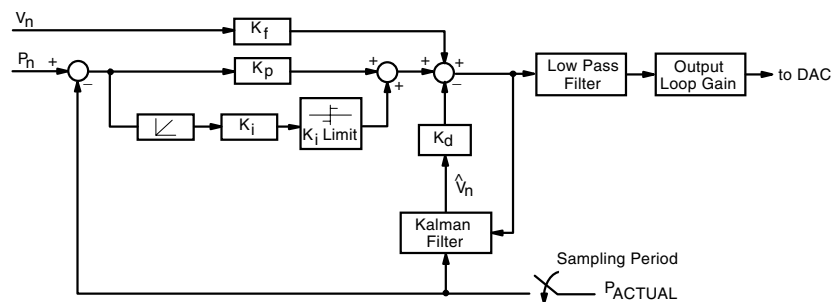 Vn
Kf
Pn
+
−
Kp
+
+
+
+
−
Low Pass
Filter
Output
Loop Gain
to DAC
Ki
Ki Limit
Kd
V̂n
Kalman
Filter
Sampling Period
PACTUAL